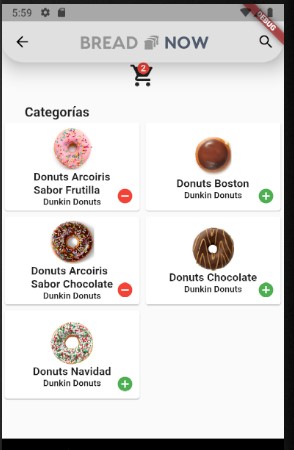 5:59
DEBUG
BREAD NOW
2
Categorías
Donuts Arcoiris
Sabor Frutilla
Dunkin Donuts
Donuts Boston
Dunkin Donuts
Donuts Arcoiris
Sabor Chocolate
Dunkin Donuts
Donuts Chocolate
Dunkin Donuts
Donuts Navidad
Dunkin Donuts